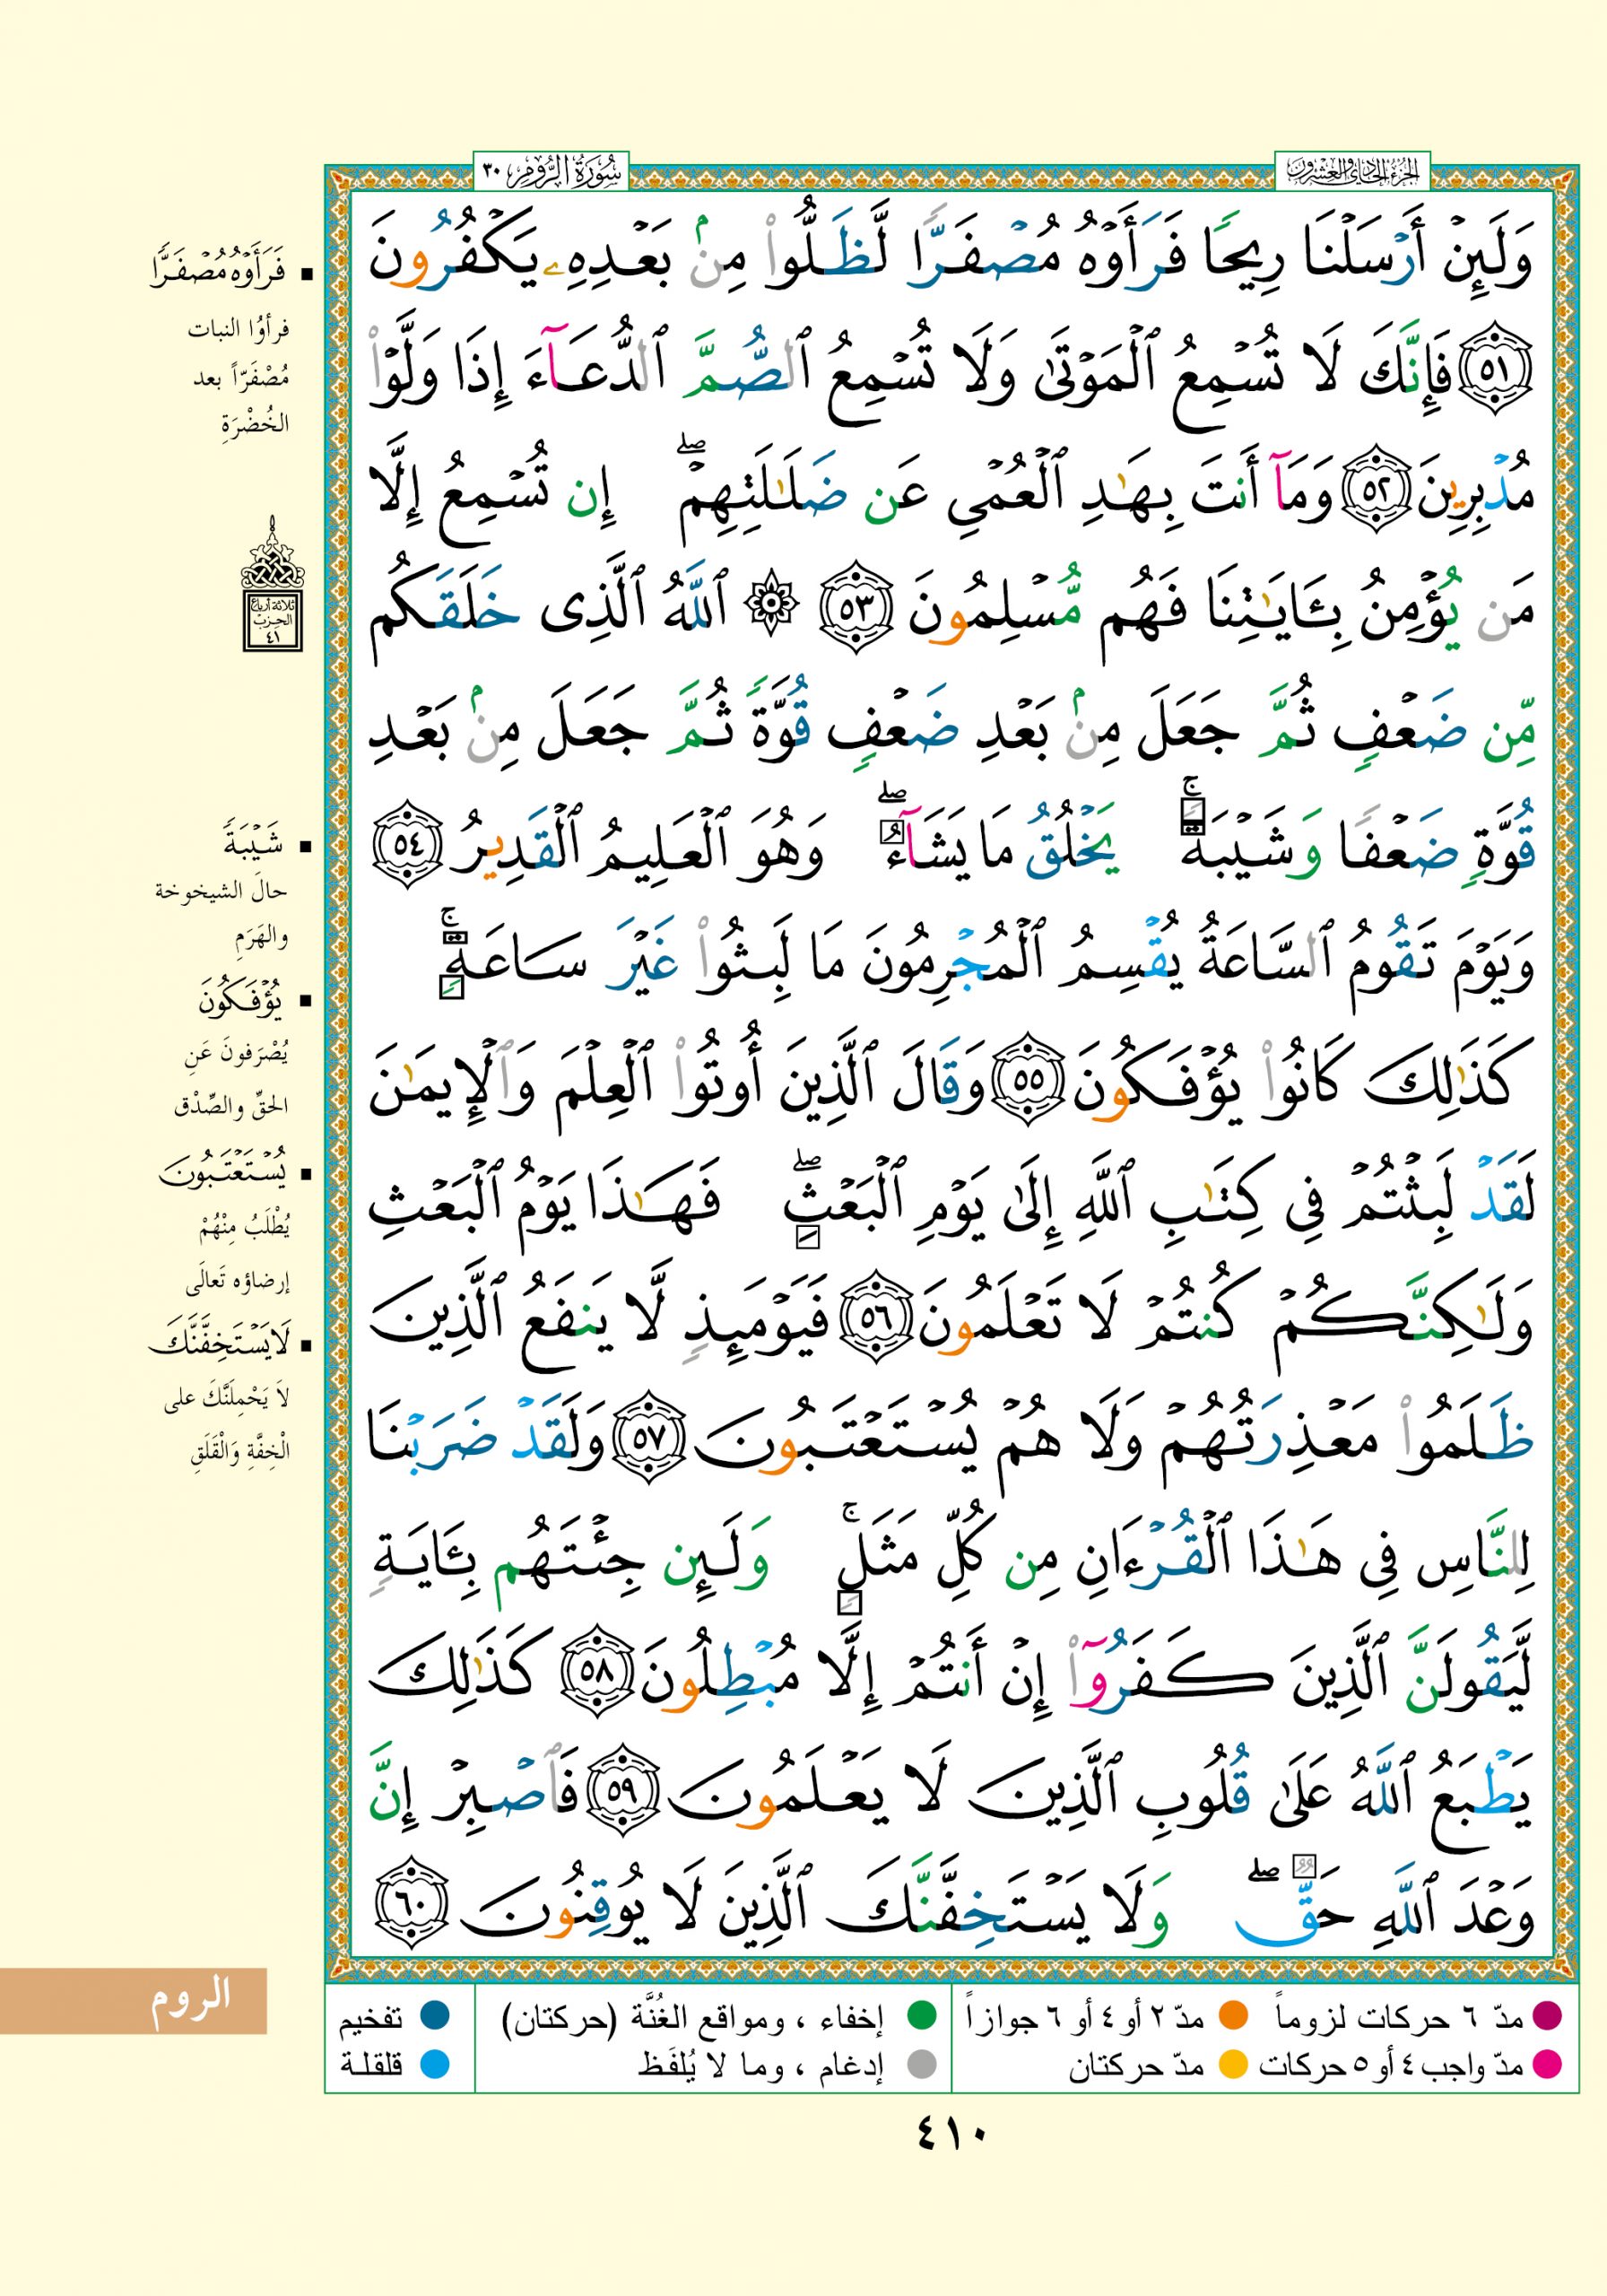 الجزء الحادي والعشرون
سورة الروم ٣٠
وَلَئِنْ أَرْسَلْنَا رِيحًا فَرَأَوْهُ مُصْفَرًّا لَّظَلُّوا۟ مِنۢ بَعْدِهِۦ يَكْفُرُونَ
٥١ فَإِنَّكَ لَا تُسْمِعُ ٱلْمَوْتَىٰ وَلَا تُسْمِعُ ٱلصُّمَّ ٱلدُّعَآءَ إِذَا وَلَّوْا۟
مُدْبِرِينَ ٥٢ وَمَآ أَنتَ بِهَٰدِ ٱلْعُمْىِ عَن ضَلَٰلَتِهِمْ ۖ إِن تُسْمِعُ إِلَّا
مَن يُؤْمِنُ بِـَٔايَٰتِنَا فَهُم مُّسْلِمُونَ ٥٣ ۞ ٱللَّهُ ٱلَّذِى خَلَقَكُم
مِّن ضَعْفٍ ثُمَّ جَعَلَ مِنۢ بَعْدِ ضَعْفٍ قُوَّةً ثُمَّ جَعَلَ مِنۢ بَعْدِ
قُوَّةٍ ضَعْفًا وَشَيْبَةً ۚ يَخْلُقُ مَا يَشَآءُ ۖ وَهُوَ ٱلْعَلِيمُ ٱلْقَدِيرُ ٥٤
وَيَوْمَ تَقُومُ ٱلسَّاعَةُ يُقْسِمُ ٱلْمُجْرِمُونَ مَا لَبِثُوا۟ غَيْرَ سَاعَةٍ ۚ
كَذَٰلِكَ كَانُوا۟ يُؤْفَكُونَ ٥٥ وَقَالَ ٱلَّذِينَ أُوتُوا۟ ٱلْعِلْمَ وَٱلْإِيمَٰنَ
لَقَدْ لَبِثْتُمْ فِى كِتَٰبِ ٱللَّهِ إِلَىٰ يَوْمِ ٱلْبَعْثِ ۖ فَهَٰذَا يَوْمُ ٱلْبَعْثِ
وَلَٰكِنَّكُمْ كُنتُمْ لَا تَعْلَمُونَ ٥٦ فَيَوْمَئِذٍ لَّا يَنفَعُ ٱلَّذِينَ
ظَلَمُوا۟ مَعْذِرَتُهُمْ وَلَا هُمْ يُسْتَعْتَبُونَ ٥٧ وَلَقَدْ ضَرَبْنَا
لِلنَّاسِ فِى هَٰذَا ٱلْقُرْءَانِ مِن كُلِّ مَثَلٍ ۚ وَلَئِن جِئْتَهُم بِـَٔايَةٍ
لَّيَقُولَنَّ ٱلَّذِينَ كَفَرُوٓا۟ إِنْ أَنتُمْ إِلَّا مُبْطِلُونَ ٥٨ كَذَٰلِكَ
يَطْبَعُ ٱللَّهُ عَلَىٰ قُلُوبِ ٱلَّذِينَ لَا يَعْلَمُونَ ٥٩ فَٱصْبِرْ إِنَّ
وَعْدَ ٱللَّهِ حَقٌّ ۖ وَلَا يَسْتَخِفَّنَّكَ ٱلَّذِينَ لَا يُوقِنُونَ ٦٠
فَرَأَوْهُ مُصْفَرًّا
فرأوُا النبات
مُصْفَرّاً بعد
الخُضْرَةِ
ثلاثة أرباع
الحزب
٤١
شَيْبَةً
حالَ الشيخوخة
والهَرَمِ
يُؤْفَكُونَ
يُصْرَفونَ عَنِ
الحقِّ والصِّدْق
يُسْتَعْتَبُونَ
يُطْلَبُ مِنْهُمْ
إرضاؤه تَعالَى
لَا يَسْتَخِفَّنَّكَ
لاَ يَحْمِلَنَّكَ على
الْخِفَّةِ وَالْقَلَقِ
الروم
مدّ ٦ حركات لزوماً
مدّ ٢ أو ٤ أو ٦ جوازاً
إخفاء ، ومواقع الغُنَّة (حركتان)
تفخيم
مدّ واجب ٤ أو ٥ حركات
مدّ حركتان
إدغام ، وما لا يُلفَظ
قلقلة
٤١٠